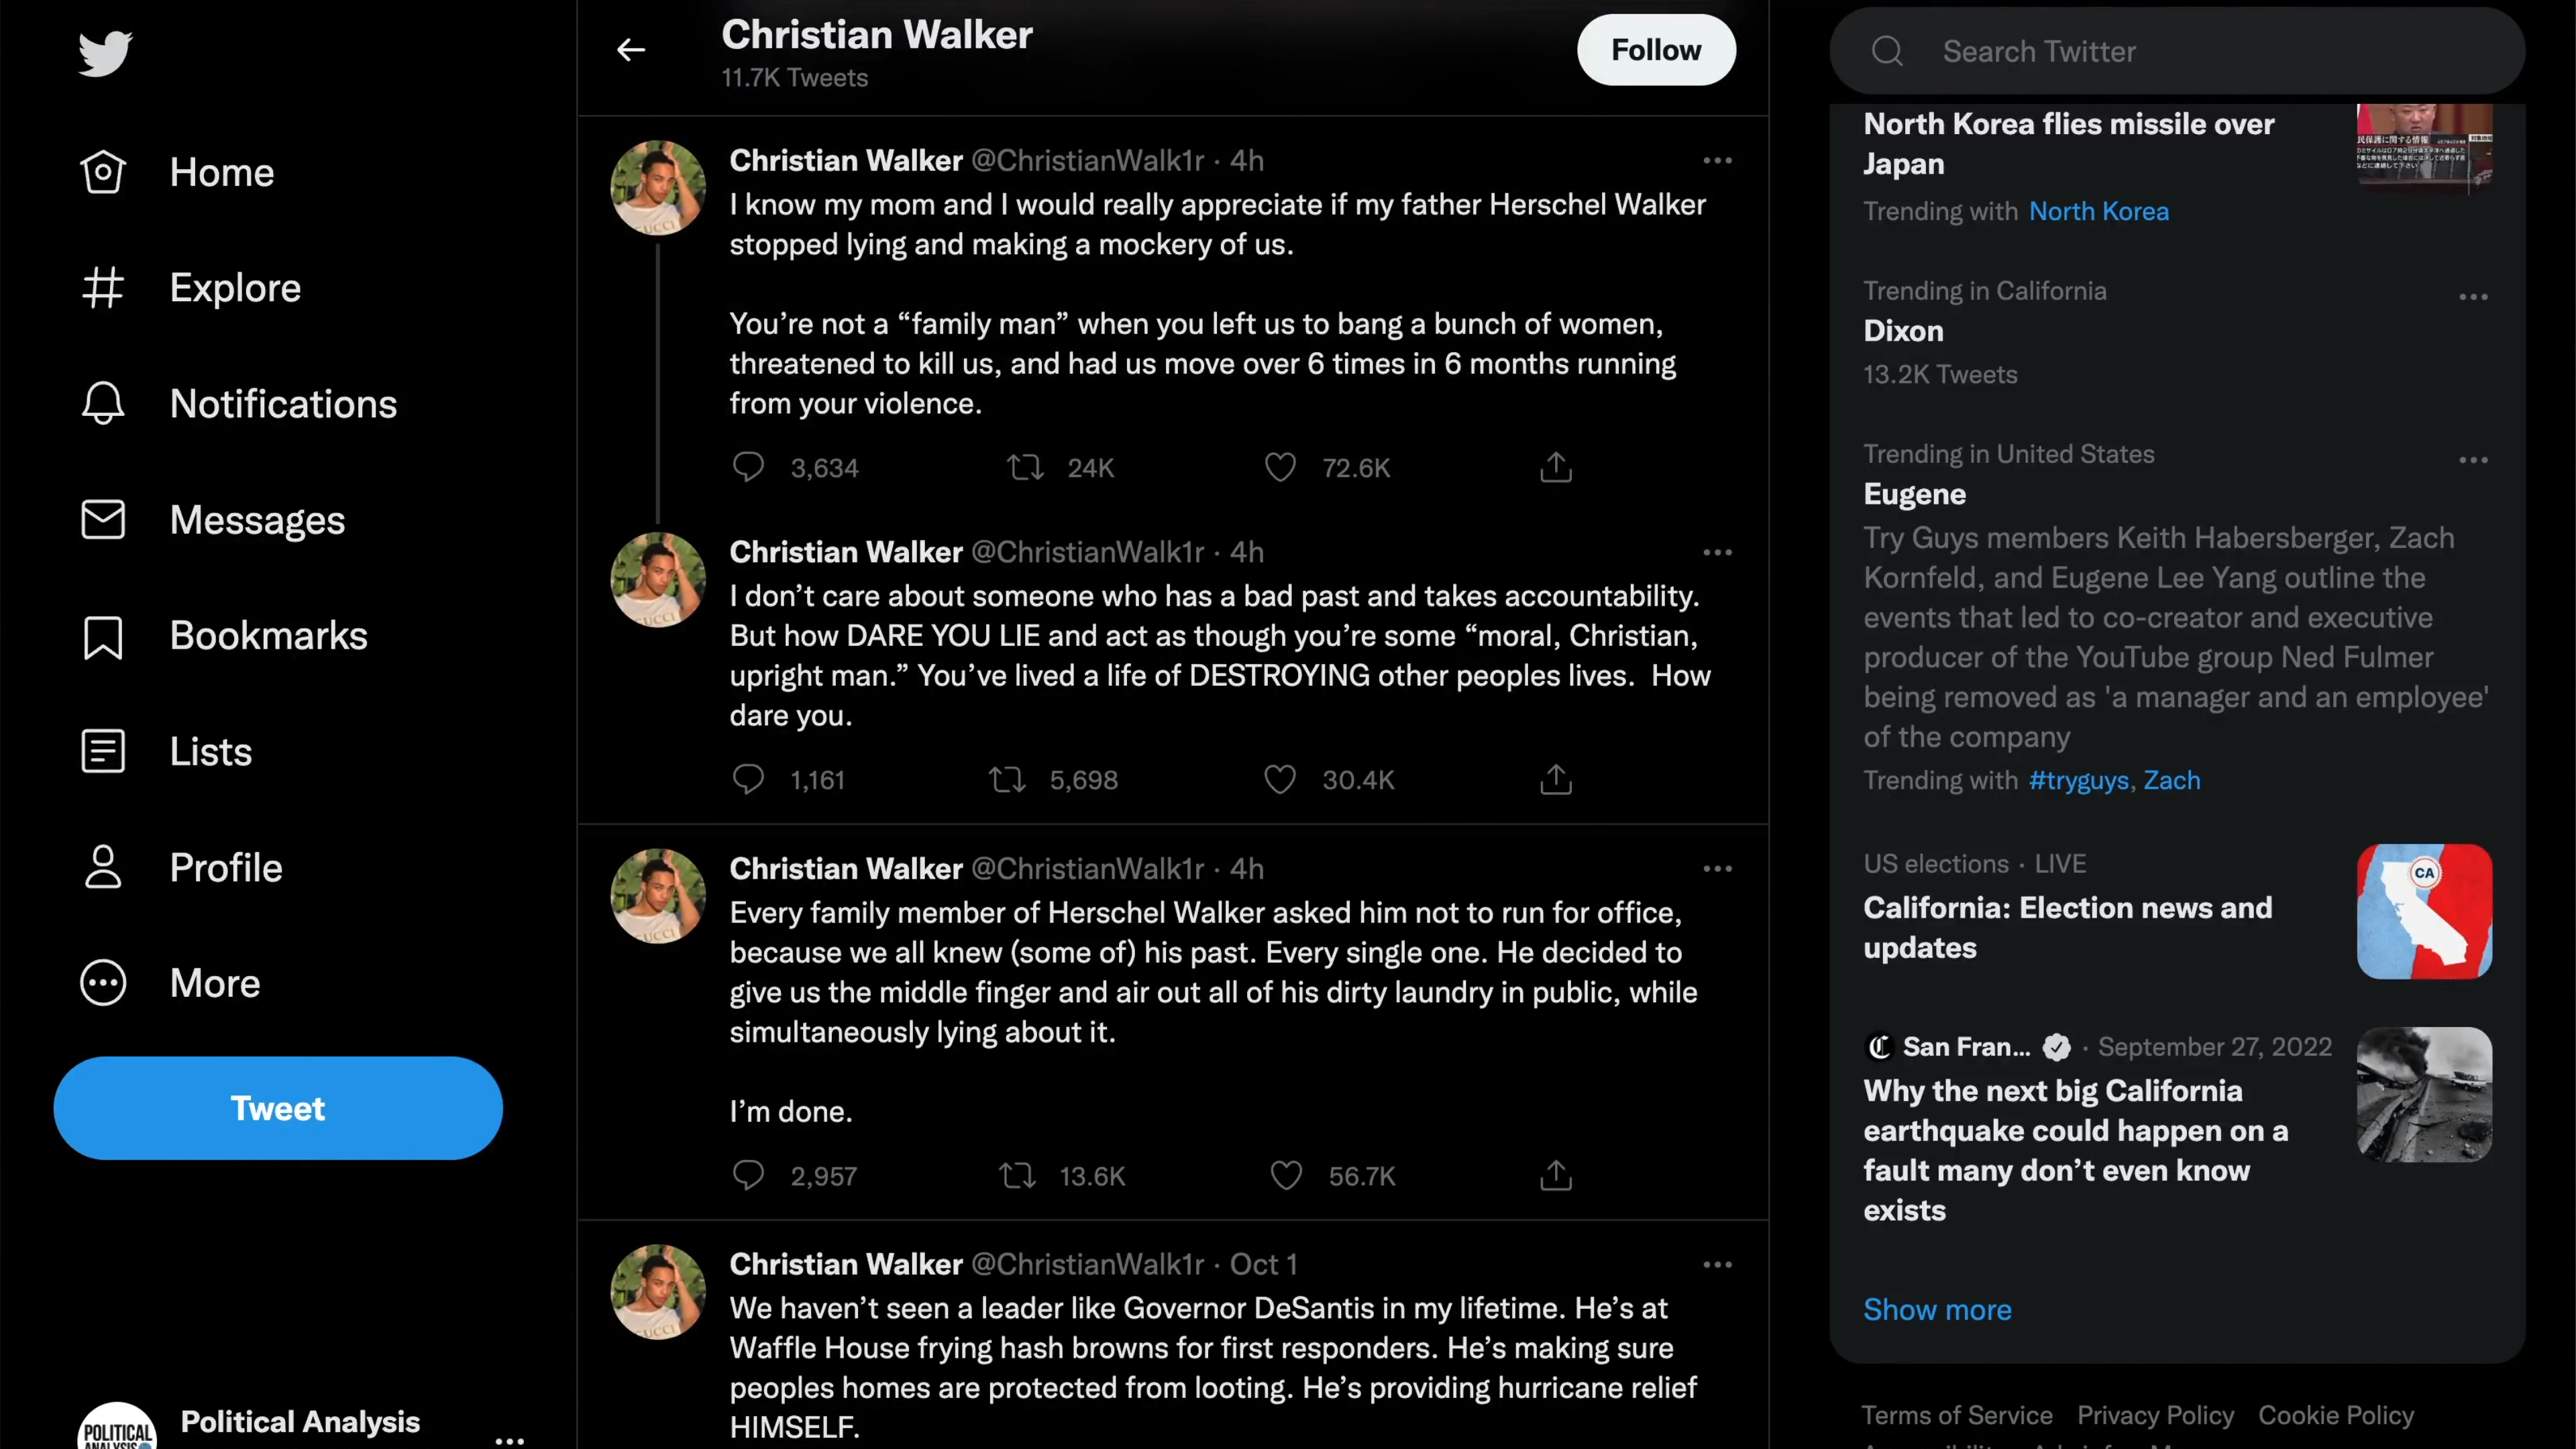 Home
Explore
Notifications
Messages
Bookmarks
Lists
Profile
More
Tweet
POLITICAL
ANALYSIS
Political Analysis
Christian Walker
11.7K Tweets
Follow
Christian Walker @ChristianWalk1r · 4h
I know my mom and I would really appreciate if my father Herschel Walker
stopped lying and making a mockery of us.
You’re not a “family man” when you left us to bang a bunch of women,
threatened to kill us, and had us move over 6 times in 6 months running
from your violence.
3,634 24K 72.6K
Christian Walker @ChristianWalk1r · 4h
I don’t care about someone who has a bad past and takes accountability.
But how DARE YOU LIE and act as though you’re some “moral, Christian,
upright man.” You’ve lived a life of DESTROYING other peoples lives.  How
dare you.
1,161 5,698 30.4K
Christian Walker @ChristianWalk1r · 4h
Every family member of Herschel Walker asked him not to run for office,
because we all knew (some of) his past. Every single one. He decided to
give us the middle finger and air out all of his dirty laundry in public, while
simultaneously lying about it.
I’m done.
2,957 13.6K 56.7K
Christian Walker @ChristianWalk1r · Oct 1
We haven’t seen a leader like Governor DeSantis in my lifetime. He’s at
Waffle House frying hash browns for first responders. He’s making sure
peoples homes are protected from looting. He’s providing hurricane relief
HIMSELF.
GUCCI
GUCCI
GUCCI
GUCCI
Search Twitter
North Korea flies missile over
Japan
Trending with North Korea
Trending in California
Dixon
13.2K Tweets
Trending in United States
Eugene
Try Guys members Keith Habersberger, Zach
Kornfeld, and Eugene Lee Yang outline the
events that led to co-creator and executive
producer of the YouTube group Ned Fulmer
being removed as 'a manager and an employee'
of the company
Trending with #tryguys, Zach
US elections · LIVE
California: Election news and
updates
CA
San Fran... · September 27, 2022
Why the next big California
earthquake could happen on a
fault many don’t even know
exists
Show more
Terms of Service Privacy Policy Cookie Policy